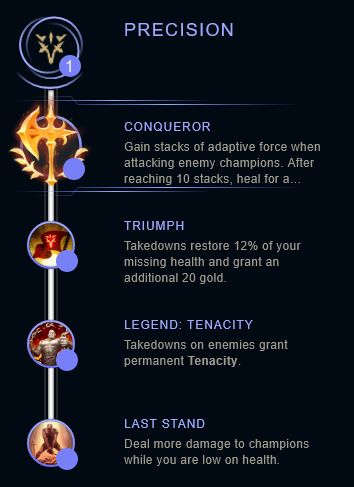 PRECISION
1
CONQUEROR
Gain stacks of adaptive force when
attacking enemy champions. After
reaching 10 stacks, heal for a...
TRIUMPH
Takedowns restore 12% of your
missing health and grant an
additional 20 gold.
LEGEND: TENACITY
Takedowns on enemies grant
permanent Tenacity.
LAST STAND
Deal more damage to champions
while you are low on health.